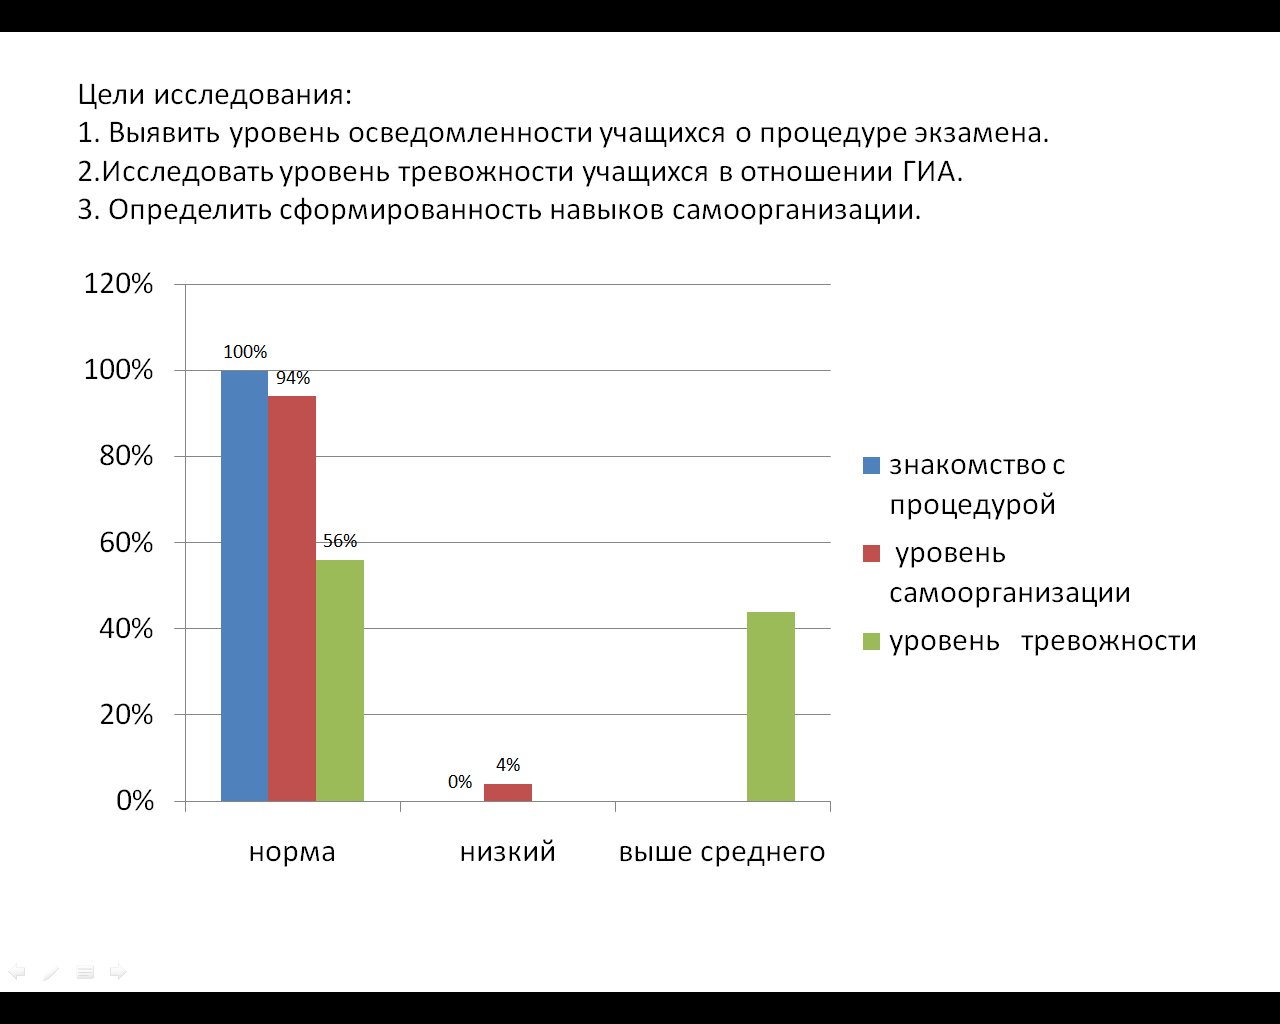 Цели исследования:
1. Выявить уровень осведомленности учащихся о процедуре экзамена.
2.Исследовать уровень тревожности учащихся в отношении ГИА.
3. Определить сформированность навыков самоорганизации.
120%
100%
80%
60%
40%
20%
0%
100%
94%
56%
0%
4%
норма
низкий
выше среднего
знакомство с
процедурой
уровень
самоорганизации
уровень тревожности